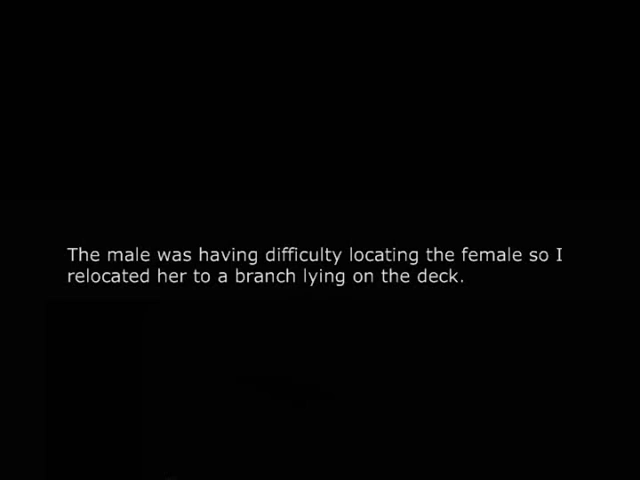 The male was having difficulty locating the female so I
relocated her to a branch lying on the deck.